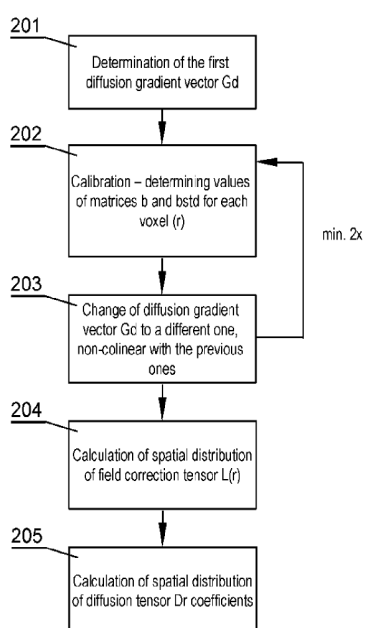 201
Determination of the first
diffusion gradient vector Gd
202
Calibration – determining values
of matrices b and bstd for each
voxel (r)
min. 2x
203
Change of diffusion gradient
vector Gd to a different one,
non-colinear with the previous
ones
204
Calculation of spatial distribution
of field correction tensor L(r)
205
Calculation of spatial distribution
of diffusion tensor Dr coefficients